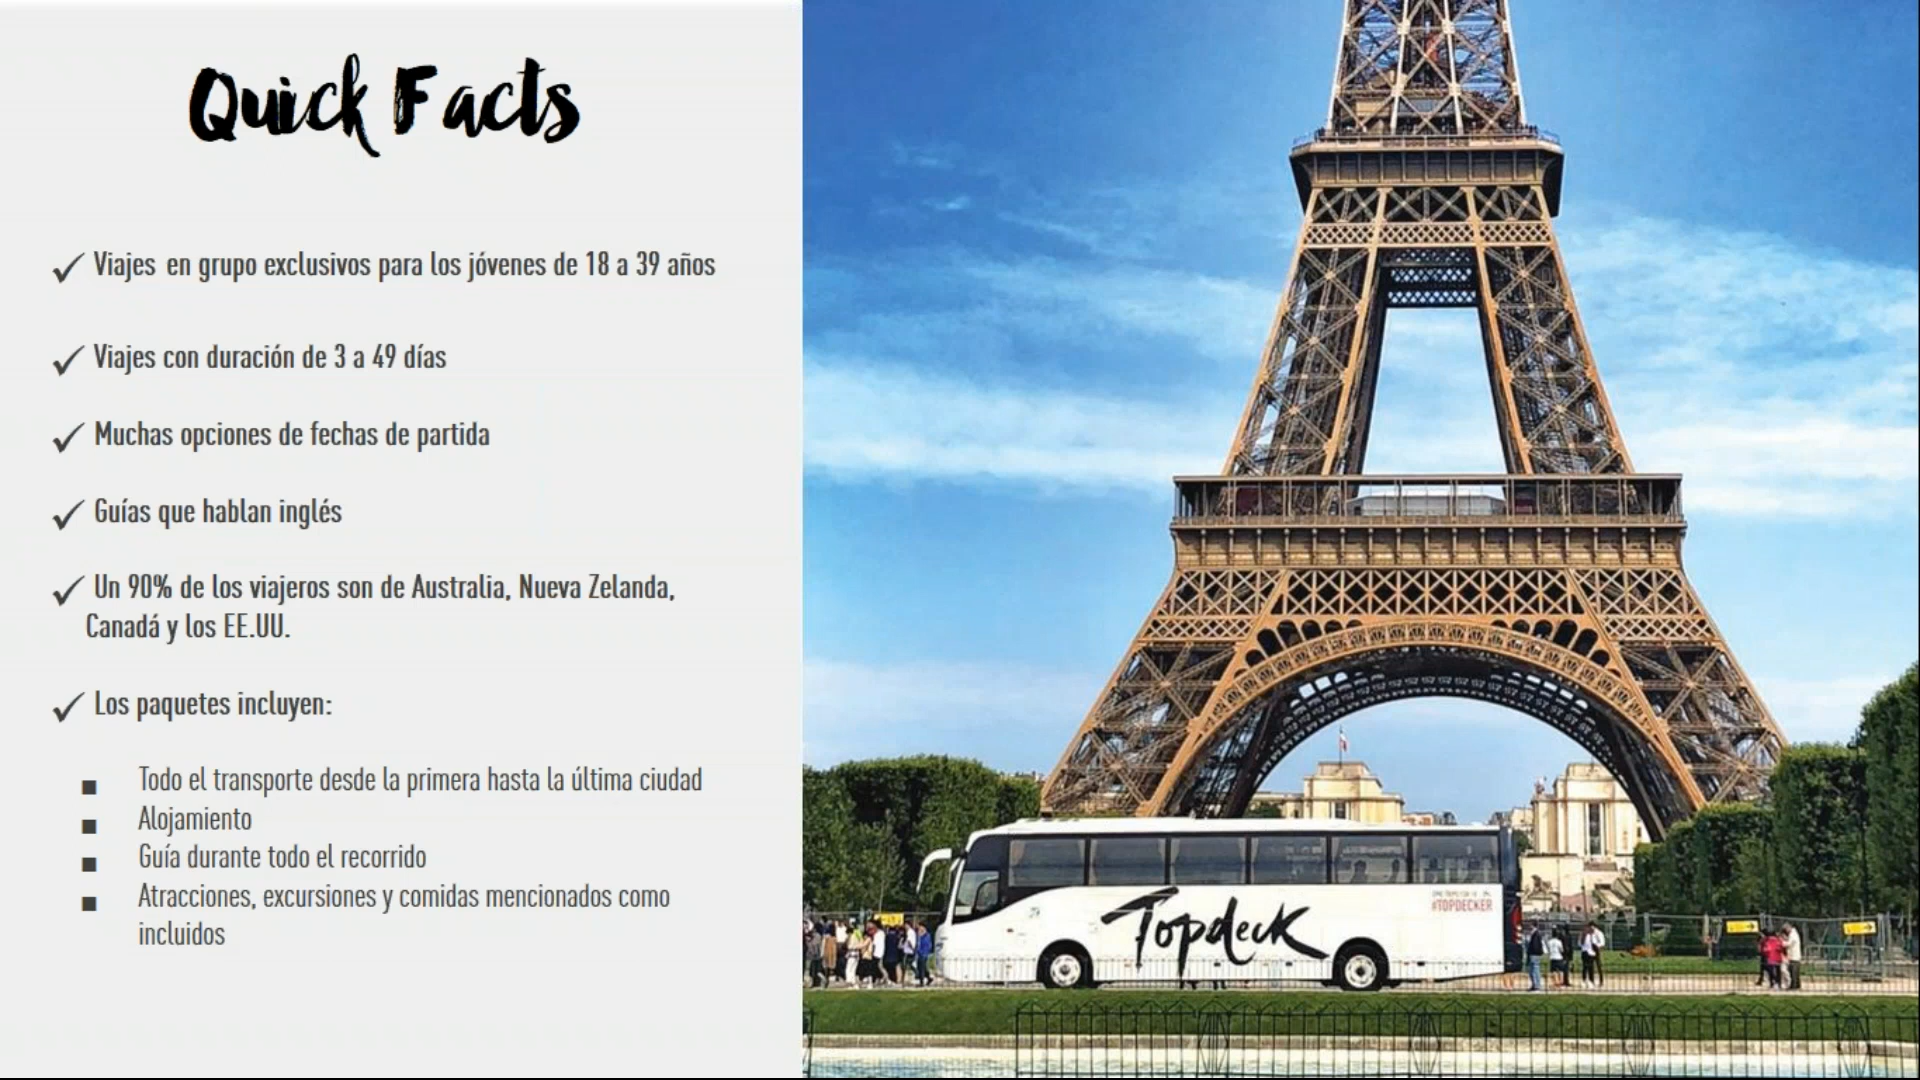 Quick Facts
Viajes en grupo exclusivos para los jóvenes de 18 a 39 años
Viajes con duración de 3 a 49 días
Muchas opciones de fechas de partida
Guías que hablan inglés
Un 90% de los viajeros son de Australia, Nueva Zelanda,
Canadá y los EE.UU.
Los paquetes incluyen:
Todo el transporte desde la primera hasta la última ciudad
Alojamiento
Guía durante todo el recorrido
Atracciones, excursiones y comidas mencionados como
incluidos
Topdeck
#TOPDECKER